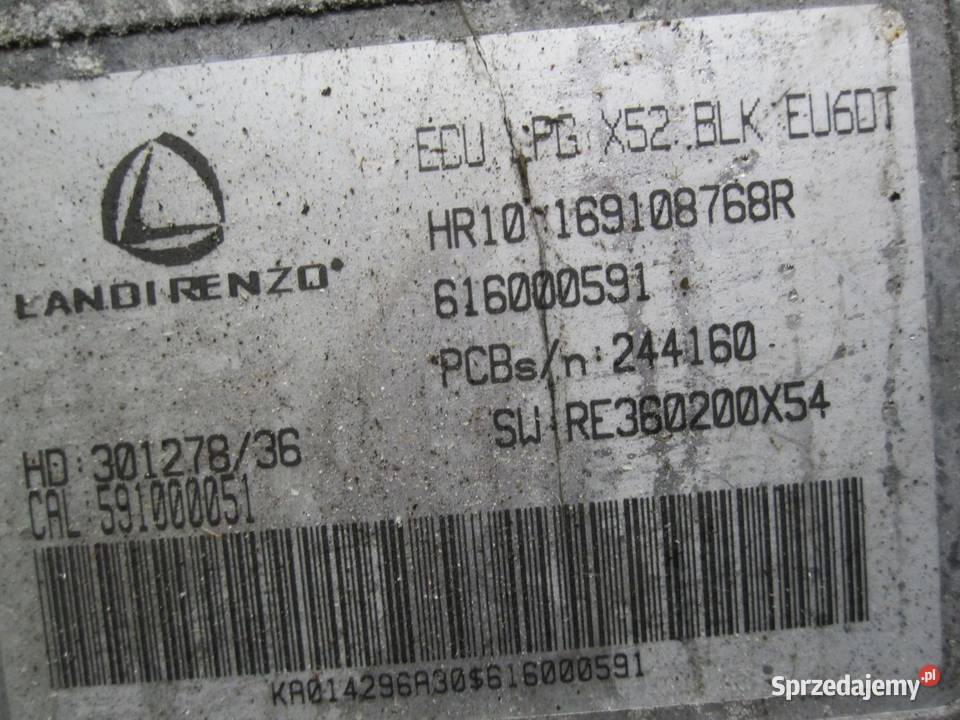 ECU LPG X52 BLK EU6DT
HR10 169108768R
LANDIRENZO
616000591
PCBs/n:244160
SW:RE360200X54
HD:301278/36
CAL:591000051
KA014296A30$616000591
Sprzedajemy.pl